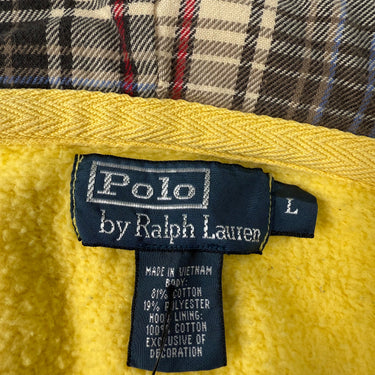 Polo
by Ralph Lauren
L
MADE IN VIETNAM
BODY:
81% COTTON
19% POLYESTER
HOOD LINING:
100% COTTON
EXCLUSIVE OF
DECORATION